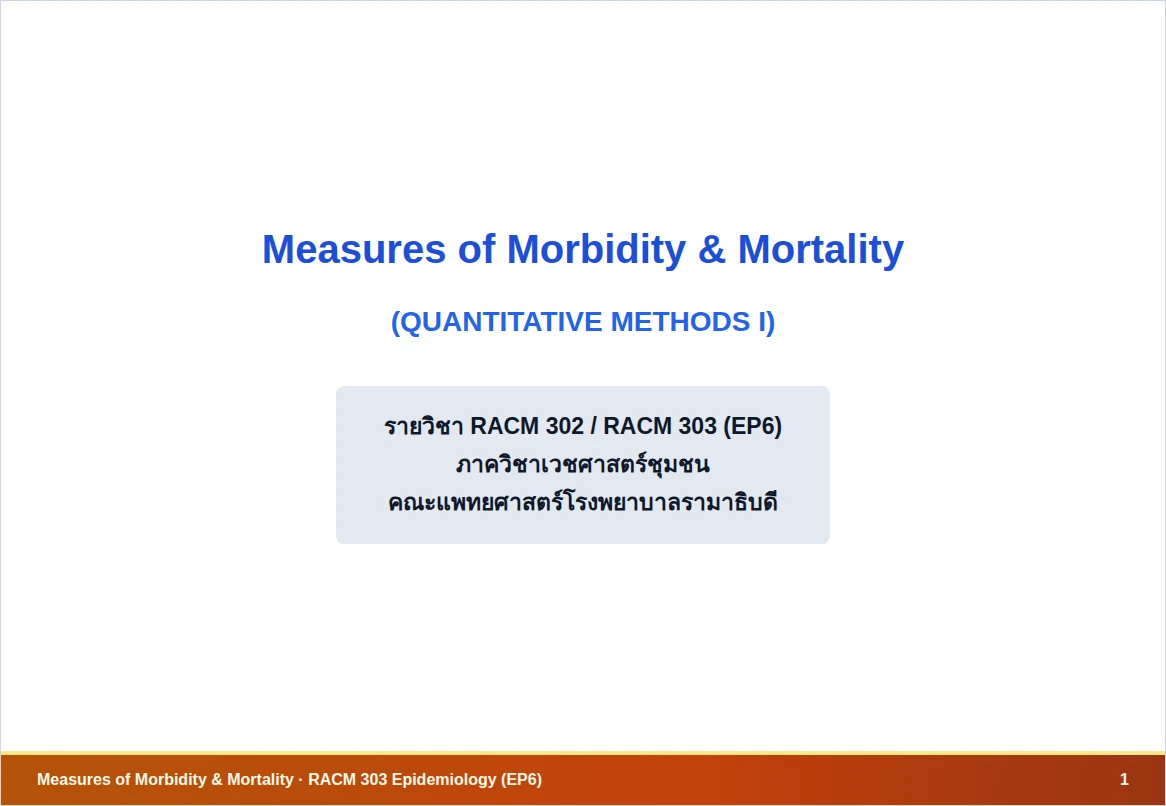 Measures of Morbidity & Mortality
(QUANTITATIVE METHODS I)
รายวิชา RACM 302 / RACM 303 (EP6)
ภาควิชาเวชศาสตร์ชุมชน
คณะแพทยศาสตร์โรงพยาบาลรามาธิบดี
Measures of Morbidity & Mortality · RACM 303 Epidemiology (EP6)
1